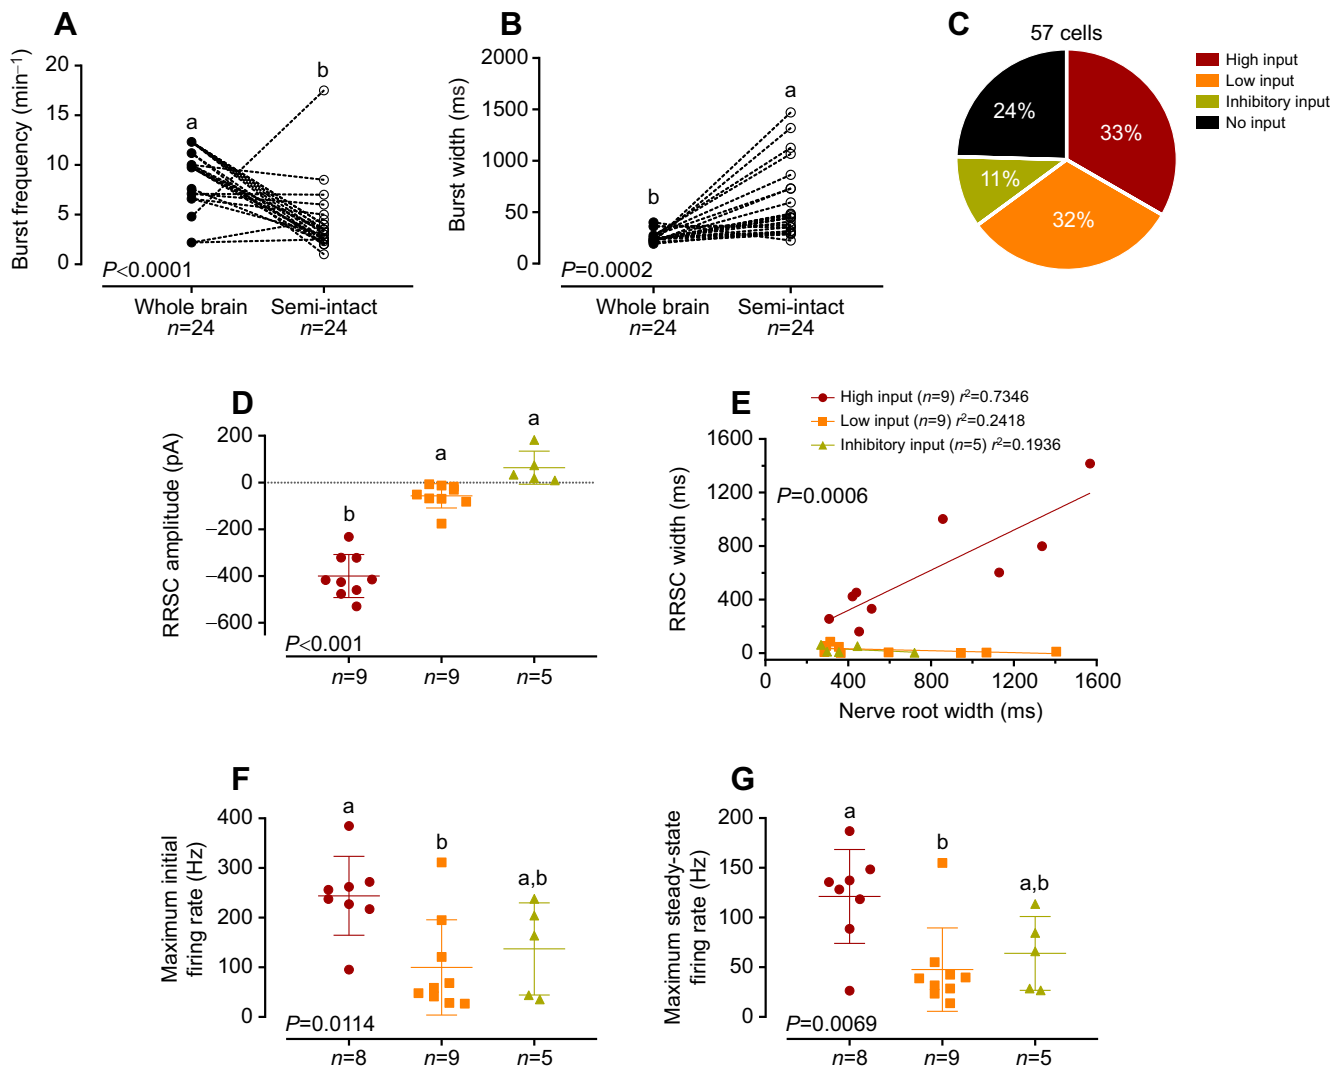 A
Burst frequency (min⁻¹)
20
15
10
5
0
a
b
P<0.0001
Whole brain
n=24
Semi-intact
n=24
B
Burst width (ms)
2000
1500
1000
50
0
b
a
P=0.0002
Whole brain
n=24
Semi-intact
n=24
C
57 cells
33%
32%
11%
24%
High input
Low input
Inhibitory input
No input
D
RRSC amplitude (pA)
200
0
–200
–400
–600
b
a
a
P<0.001
n=9
n=9
n=5
E
High input (n=9) r²=0.7346
Low input (n=9) r²=0.2418
Inhibitory input (n=5) r²=0.1936
RRSC width (ms)
1600
1200
800
400
0
P=0.0006
0
400
800
1200
1600
Nerve root width (ms)
F
Maximum initial
firing rate (Hz)
400
300
200
100
0
a
b
a,b
P=0.0114
n=8
n=9
n=5
G
Maximum steady-state
firing rate (Hz)
200
150
100
50
0
a
b
a,b
P=0.0069
n=8
n=9
n=5